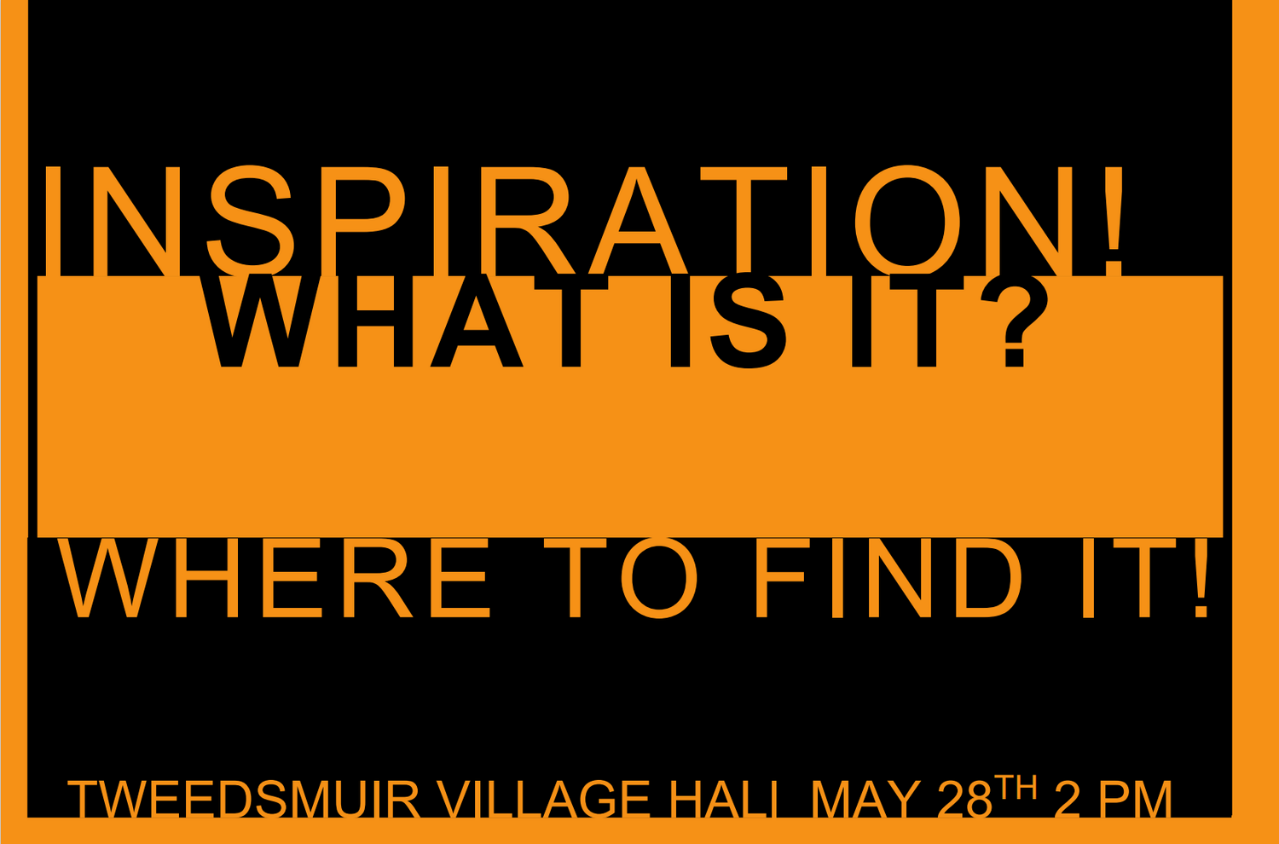 INSPIRATION!
WHAT IS IT?
WHERE TO FIND IT!
TWEEDSMUIR VILLAGE HALL MAY 28TH 2 PM